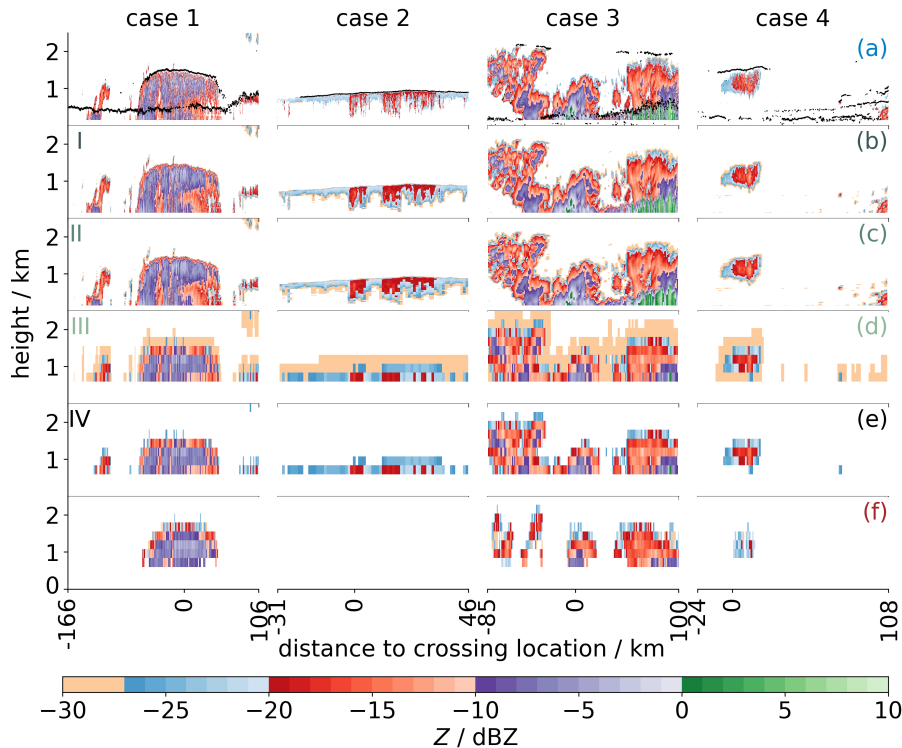 case 1 case 2 case 3 case 4
2 1 (a)
I 2 1 (b)
II 2 1 (c)
III 2 1 (d)
IV 2 1 (e)
2 1 0 (f)
height / km
-166 0 106 -31 0 46 -85 0 100 -24 0 108
distance to crossing location / km
−30 −25 −20 −15 −10 −5 0 5 10
Z / dBZ